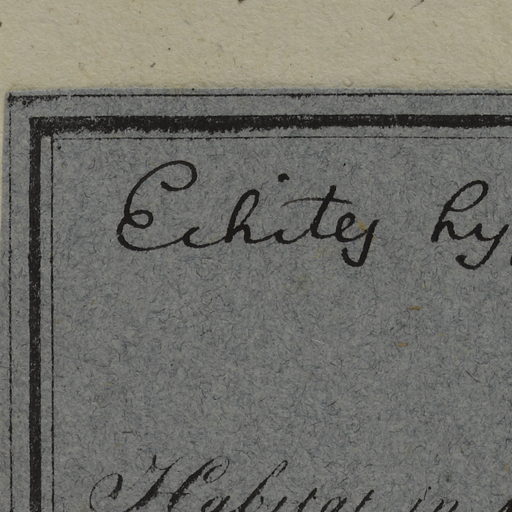 Echites hy
Habitat in